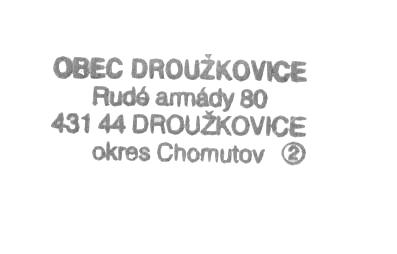 OBEC DROUŽKOVICE
Rudé armády 80
431 44 DROUŽKOVICE
okres Chomutov ②